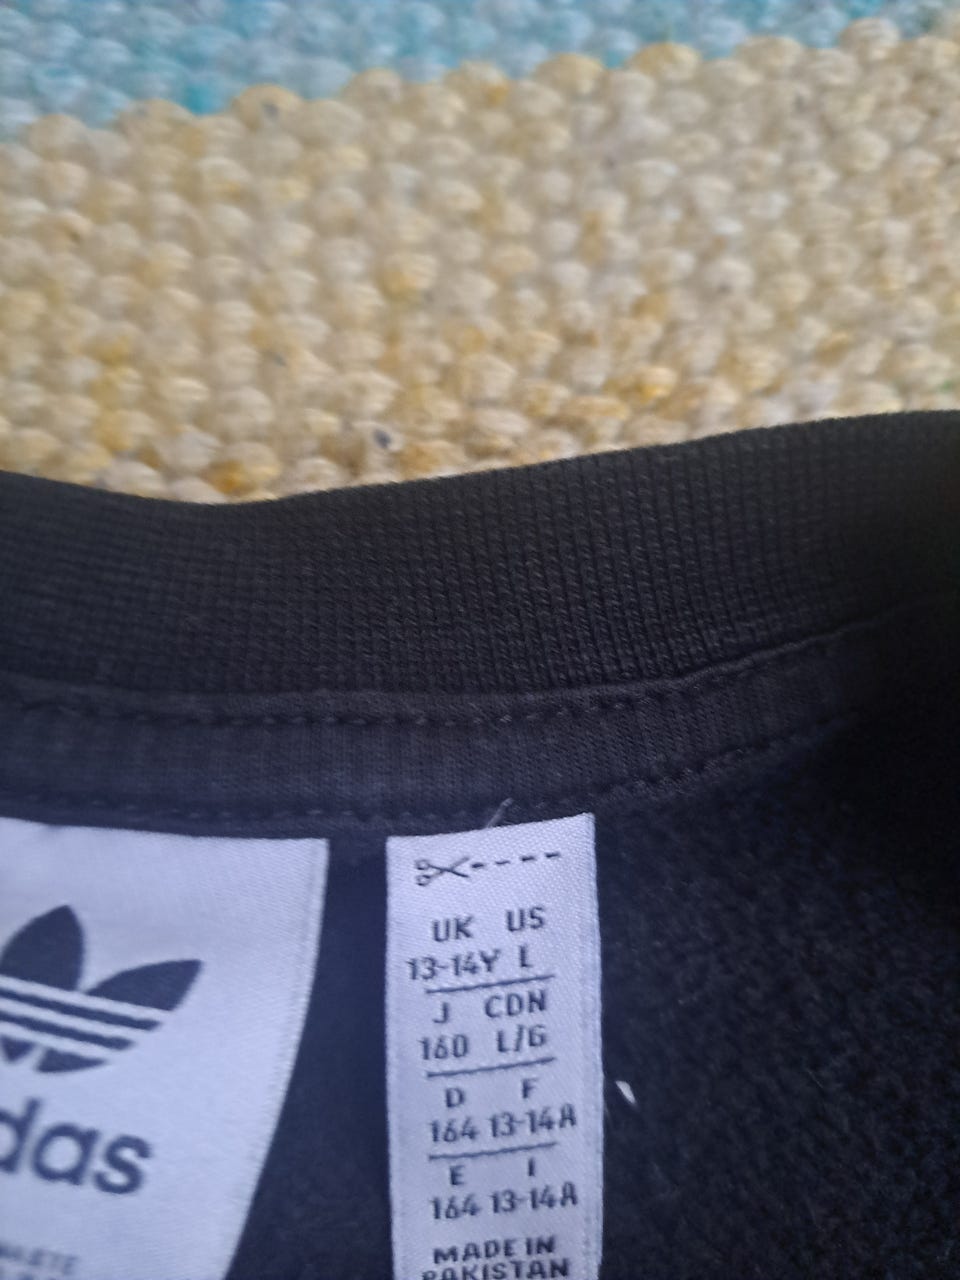 das
UK US
13-14Y L
J CDN
160 L/G
D F
164 13-14A
E I
164 13-14A
MADE IN
PAKISTAN